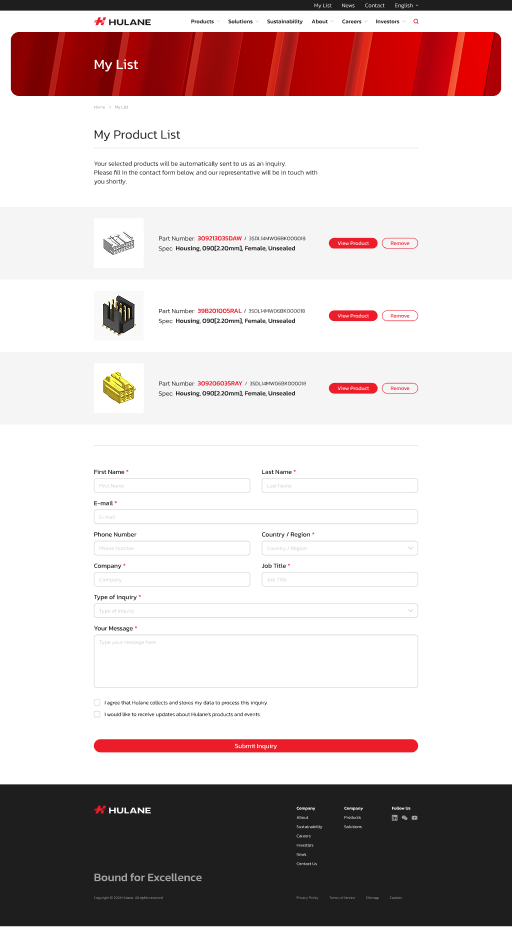 My List News Contact English
HULANE
Products Solutions Sustainability About Careers Investors
My List
Home > My List
My Product List
Your selected products will be automatically sent to us as an inquiry.
Please fill in the contact form below, and our representative will be in touch with
you shortly.
Part Number: 309213035DAW / 3SDL14MW06BK000018
Spec: Housing, 090[2.20mm], Female, Unsealed
View Product Remove
Part Number: 39B201005RAL / 3SDL14MW06BK000018
Spec: Housing, 090[2.20mm], Female, Unsealed
View Product Remove
Part Number: 309206035RAY / 3SDL14MW06BK000018
Spec: Housing, 090[2.20mm], Female, Unsealed
View Product Remove
First Name * Last Name *
First Name Last Name
E-mail *
E-mail
Phone Number Country / Region *
Phone Number Country / Region
Company * Job Title *
Company Job Title
Type of Inquiry *
Type of Inquiry
Your Message *
Type your message here
I agree that Hulane collects and stores my data to process this inquiry.
I would like to receive updates about Hulane's products and events.
Submit Inquiry
HULANE
Company Company Follow Us
About Products
Sustainability Solutions
Careers
Investors
News
Contact Us
Bound for Excellence
Copyright © 2024 Hulane. All rights reserved.
Privacy Policy Terms of Service Sitemap Cookies